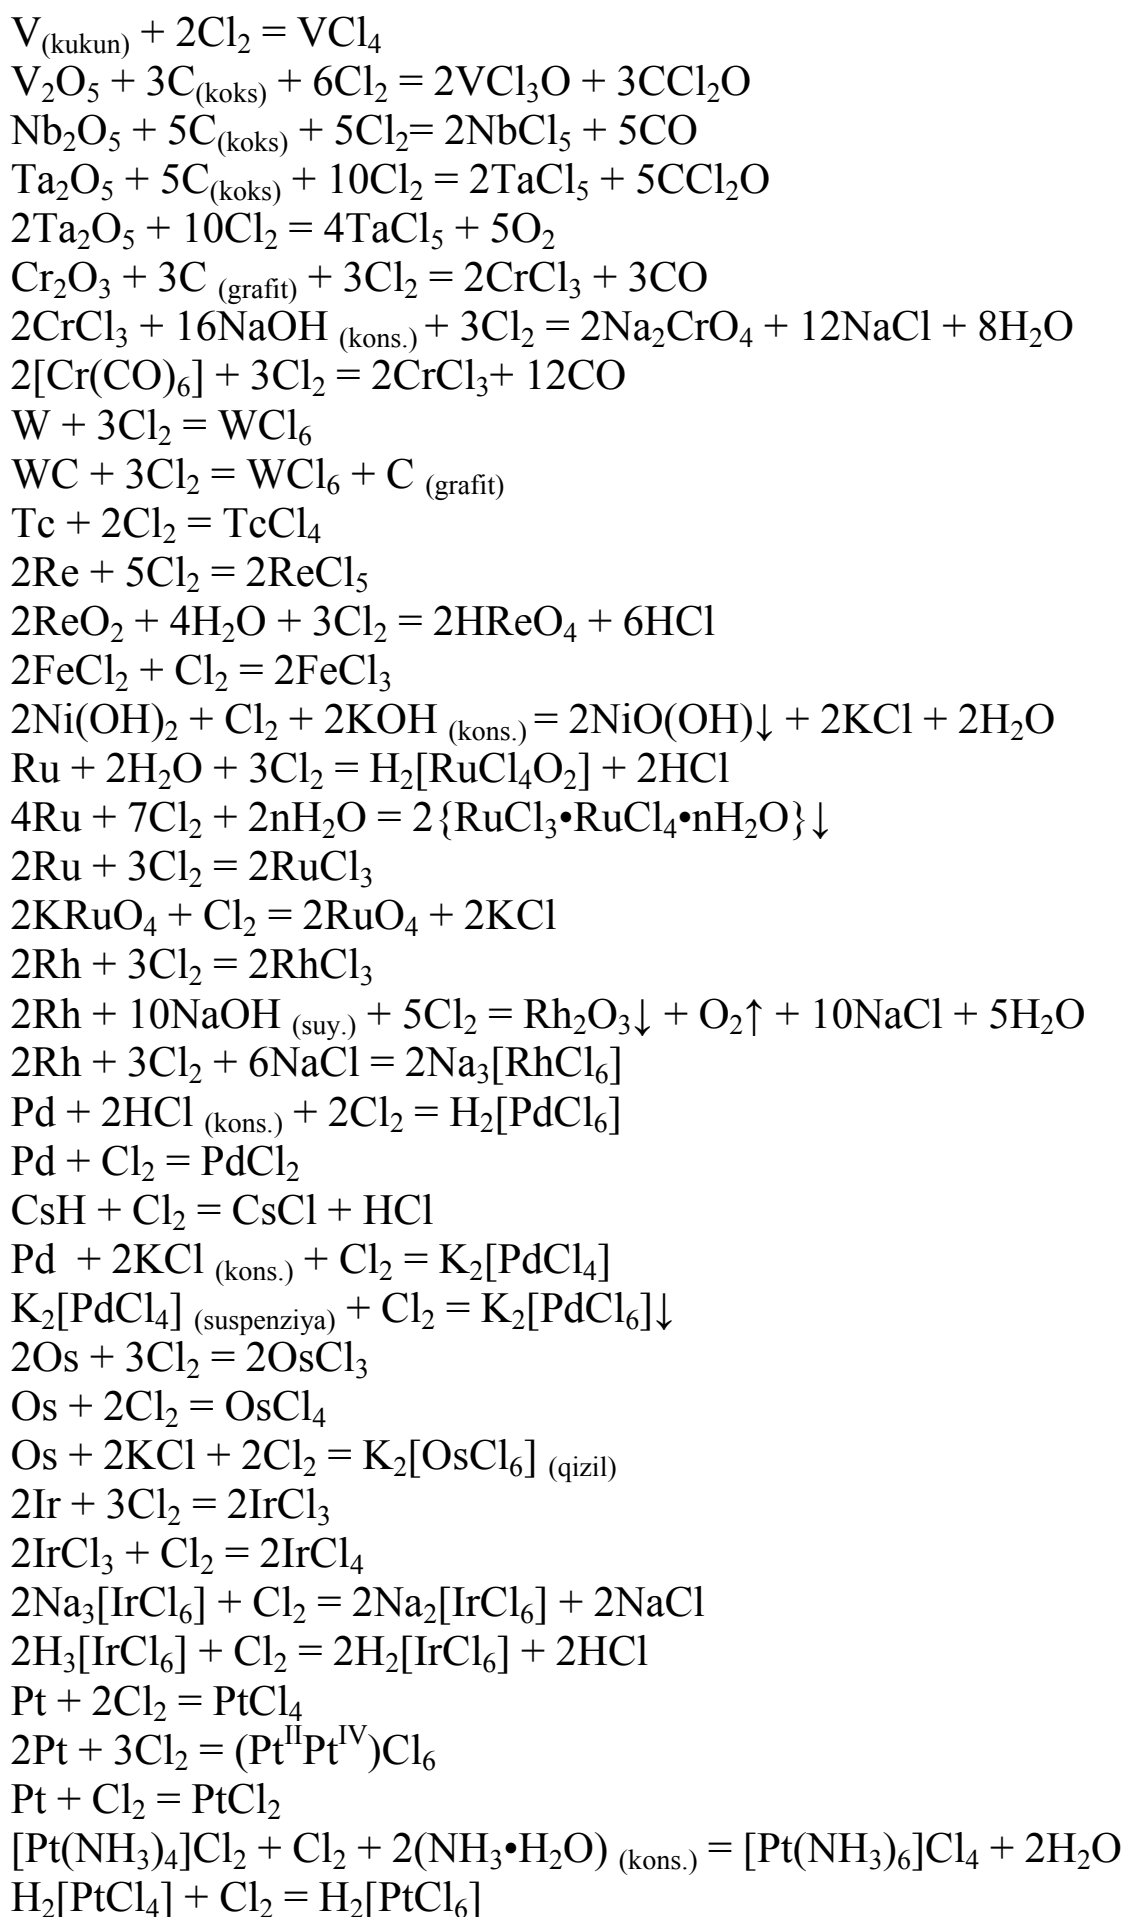 V₍kukun₎ + 2Cl₂ = VCl₄
V₂O₅ + 3C (koks) + 6Cl₂ = 2VCl₃O + 3CCl₂O
Nb₂O₅ + 5C (koks) + 5Cl₂= 2NbCl₅ + 5CO
Ta₂O₅ + 5C (koks) + 10Cl₂ = 2TaCl₅ + 5CCl₂O
2Ta₂O₅ + 10Cl₂ = 4TaCl₅ + 5O₂
Cr₂O₃ + 3C (grafit) + 3Cl₂ = 2CrCl₃ + 3CO
2CrCl₃ + 16NaOH (kons.) + 3Cl₂ = 2Na₂CrO₄ + 12NaCl + 8H₂O
2[Cr(CO)₆] + 3Cl₂ = 2CrCl₃+ 12CO
W + 3Cl₂ = WCl₆
WC + 3Cl₂ = WCl₆ + C (grafit)
Tc + 2Cl₂ = TcCl₄
2Re + 5Cl₂ = 2ReCl₅
2ReO₂ + 4H₂O + 3Cl₂ = 2HReO₄ + 6HCl
2FeCl₂ + Cl₂ = 2FeCl₃
2Ni(OH)₂ + Cl₂ + 2KOH (kons.) = 2NiO(OH)↓ + 2KCl + 2H₂O
Ru + 2H₂O + 3Cl₂ = H₂[RuCl₄O₂] + 2HCl
4Ru + 7Cl₂ + 2nH₂O = 2{RuCl₃•RuCl₄•nH₂O}↓
2Ru + 3Cl₂ = 2RuCl₃
2KRuO₄ + Cl₂ = 2RuO₄ + 2KCl
2Rh + 3Cl₂ = 2RhCl₃
2Rh + 10NaOH (suy.) + 5Cl₂ = Rh₂O₃↓ + O₂↑ + 10NaCl + 5H₂O
2Rh + 3Cl₂ + 6NaCl = 2Na₃[RhCl₆]
Pd + 2HCl (kons.) + 2Cl₂ = H₂[PdCl₆]
Pd + Cl₂ = PdCl₂
CsH + Cl₂ = CsCl + HCl
Pd + 2KCl (kons.) + Cl₂ = K₂[PdCl₄]
K₂[PdCl₄] (suspenziya) + Cl₂ = K₂[PdCl₆]↓
2Os + 3Cl₂ = 2OsCl₃
Os + 2Cl₂ = OsCl₄
Os + 2KCl + 2Cl₂ = K₂[OsCl₆] (qizil)
2Ir + 3Cl₂ = 2IrCl₃
2IrCl₃ + Cl₂ = 2IrCl₄
2Na₃[IrCl₆] + Cl₂ = 2Na₂[IrCl₆] + 2NaCl
2H₃[IrCl₆] + Cl₂ = 2H₂[IrCl₆] + 2HCl
Pt + 2Cl₂ = PtCl₄
2Pt + 3Cl₂ = (Ptᴵᴵ Ptᴵⱽ)Cl₆
Pt + Cl₂ = PtCl₂
[Pt(NH₃)₄]Cl₂ + Cl₂ + 2(NH₃•H₂O) (kons.) = [Pt(NH₃)₆]Cl₄ + 2H₂O
H₂[PtCl₄] + Cl₂ = H₂[PtCl₆]